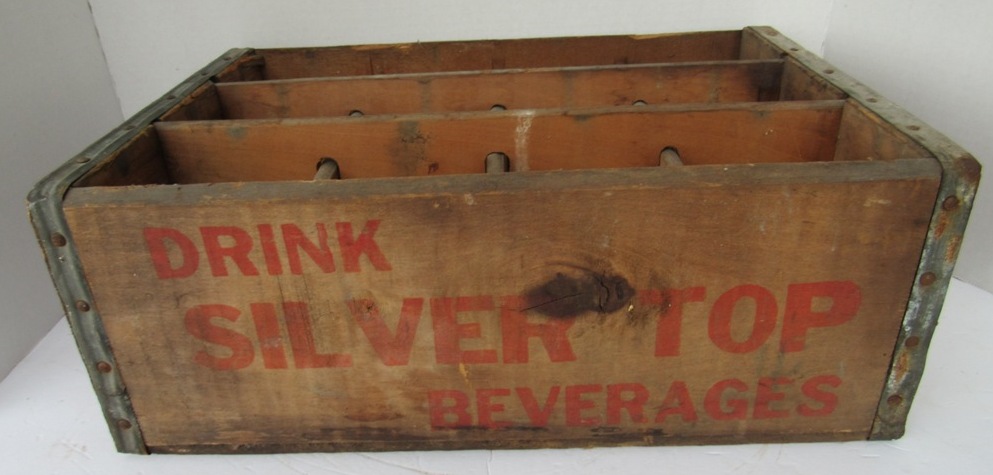 DRINK
SILVER TOP
BEVERAGES